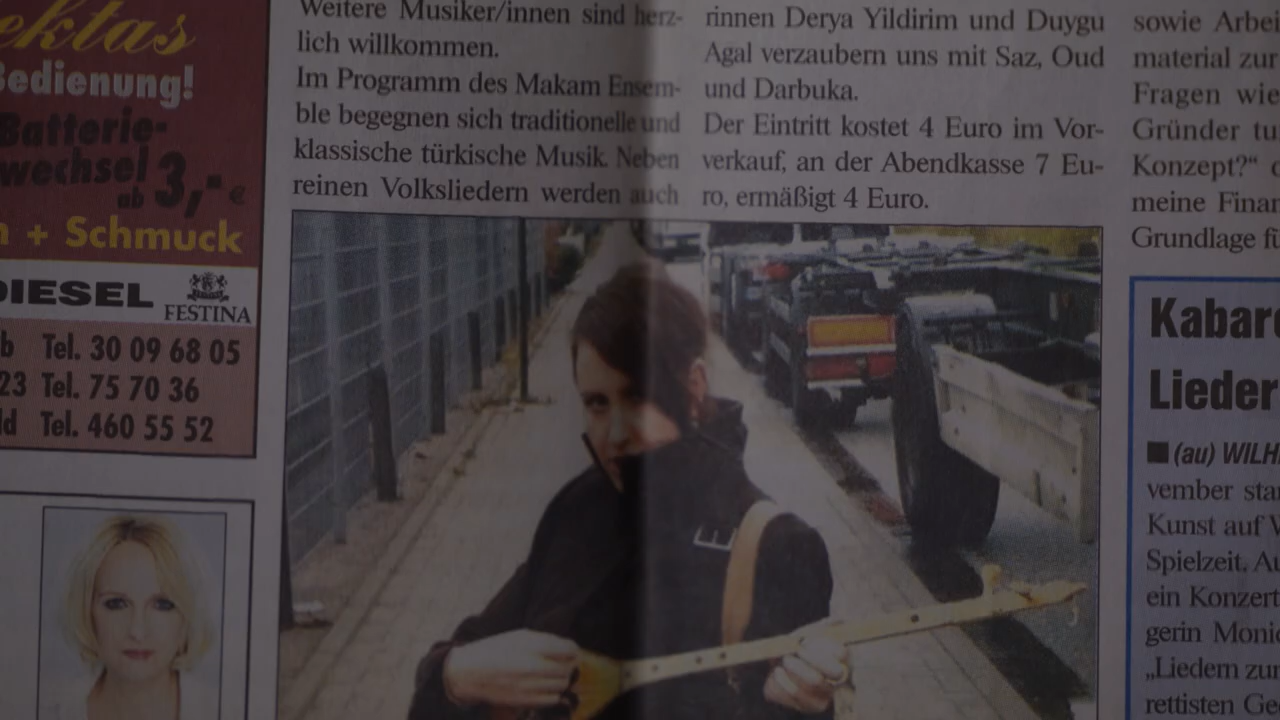 ektas
Bedienung!
Batterie-
wechsel
ab 3,- €
+ Schmuck
DIESEL
FESTINA
Tel. 30 09 68 05
23 Tel. 75 70 36
Tel. 460 55 52
Weitere Musiker/innen sind herz-
lich willkommen.
Im Programm des Makam Ensem-
ble begegnen sich traditionelle und
klassische türkische Musik. Neben
reinen Volksliedern werden auch
rinnen Derya Yildirim und Duygu
Agal verzaubern uns mit Saz, Oud
und Darbuka.
Der Eintritt kostet 4 Euro im Vor-
verkauf, an der Abendkasse 7 Eu-
ro, ermäßigt 4 Euro.
sowie Arbei
material zur
Fragen wie
Gründer tu
Konzept?“
meine Finan
Grundlage fü
Kabare
Lieder
(au) WILH
vember sta
Kunst auf
Spielzeit. Au
ein Konzert
gerin Monic
„Liedern zur
rettisten Ge